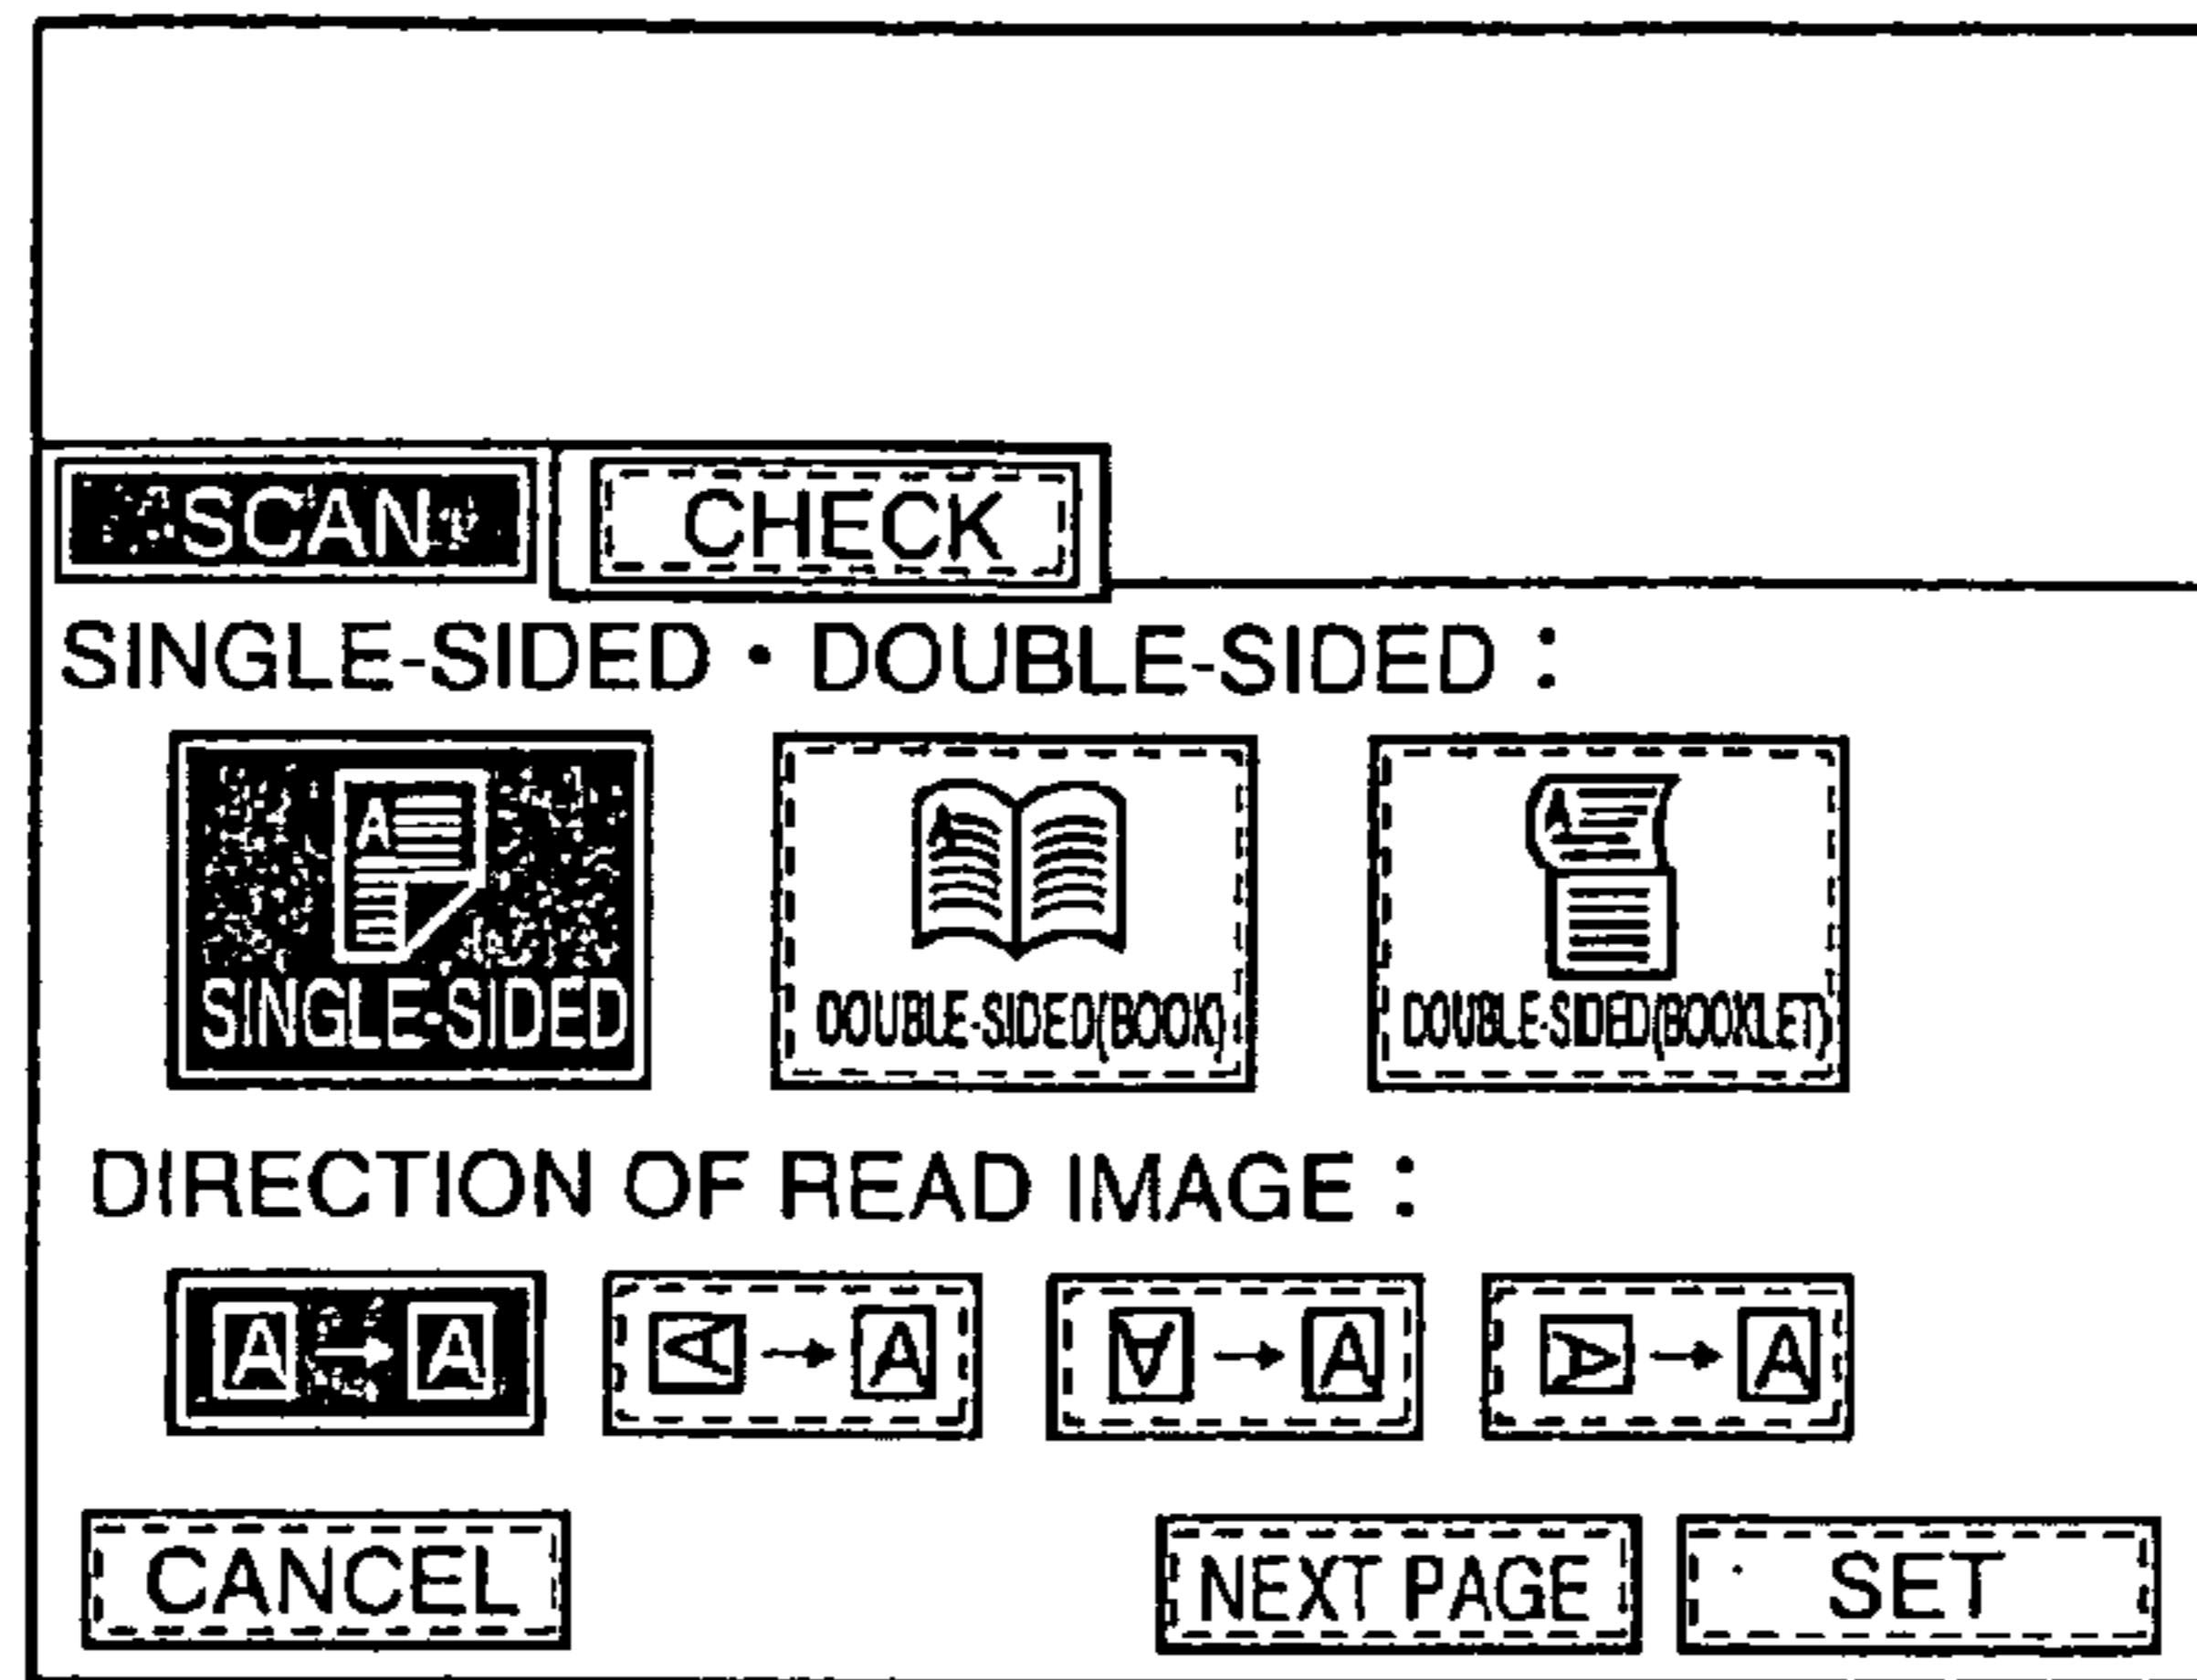 SCAN CHECK
SINGLE-SIDED・DOUBLE-SIDED :
A A A
SINGLE-SIDED DOUBLE-SIDED(BOOK) DOUBLE-SIDED(BOOKLET)
DIRECTION OF READ IMAGE :
A → A A → A A → A A → A
CANCEL NEXT PAGE SET